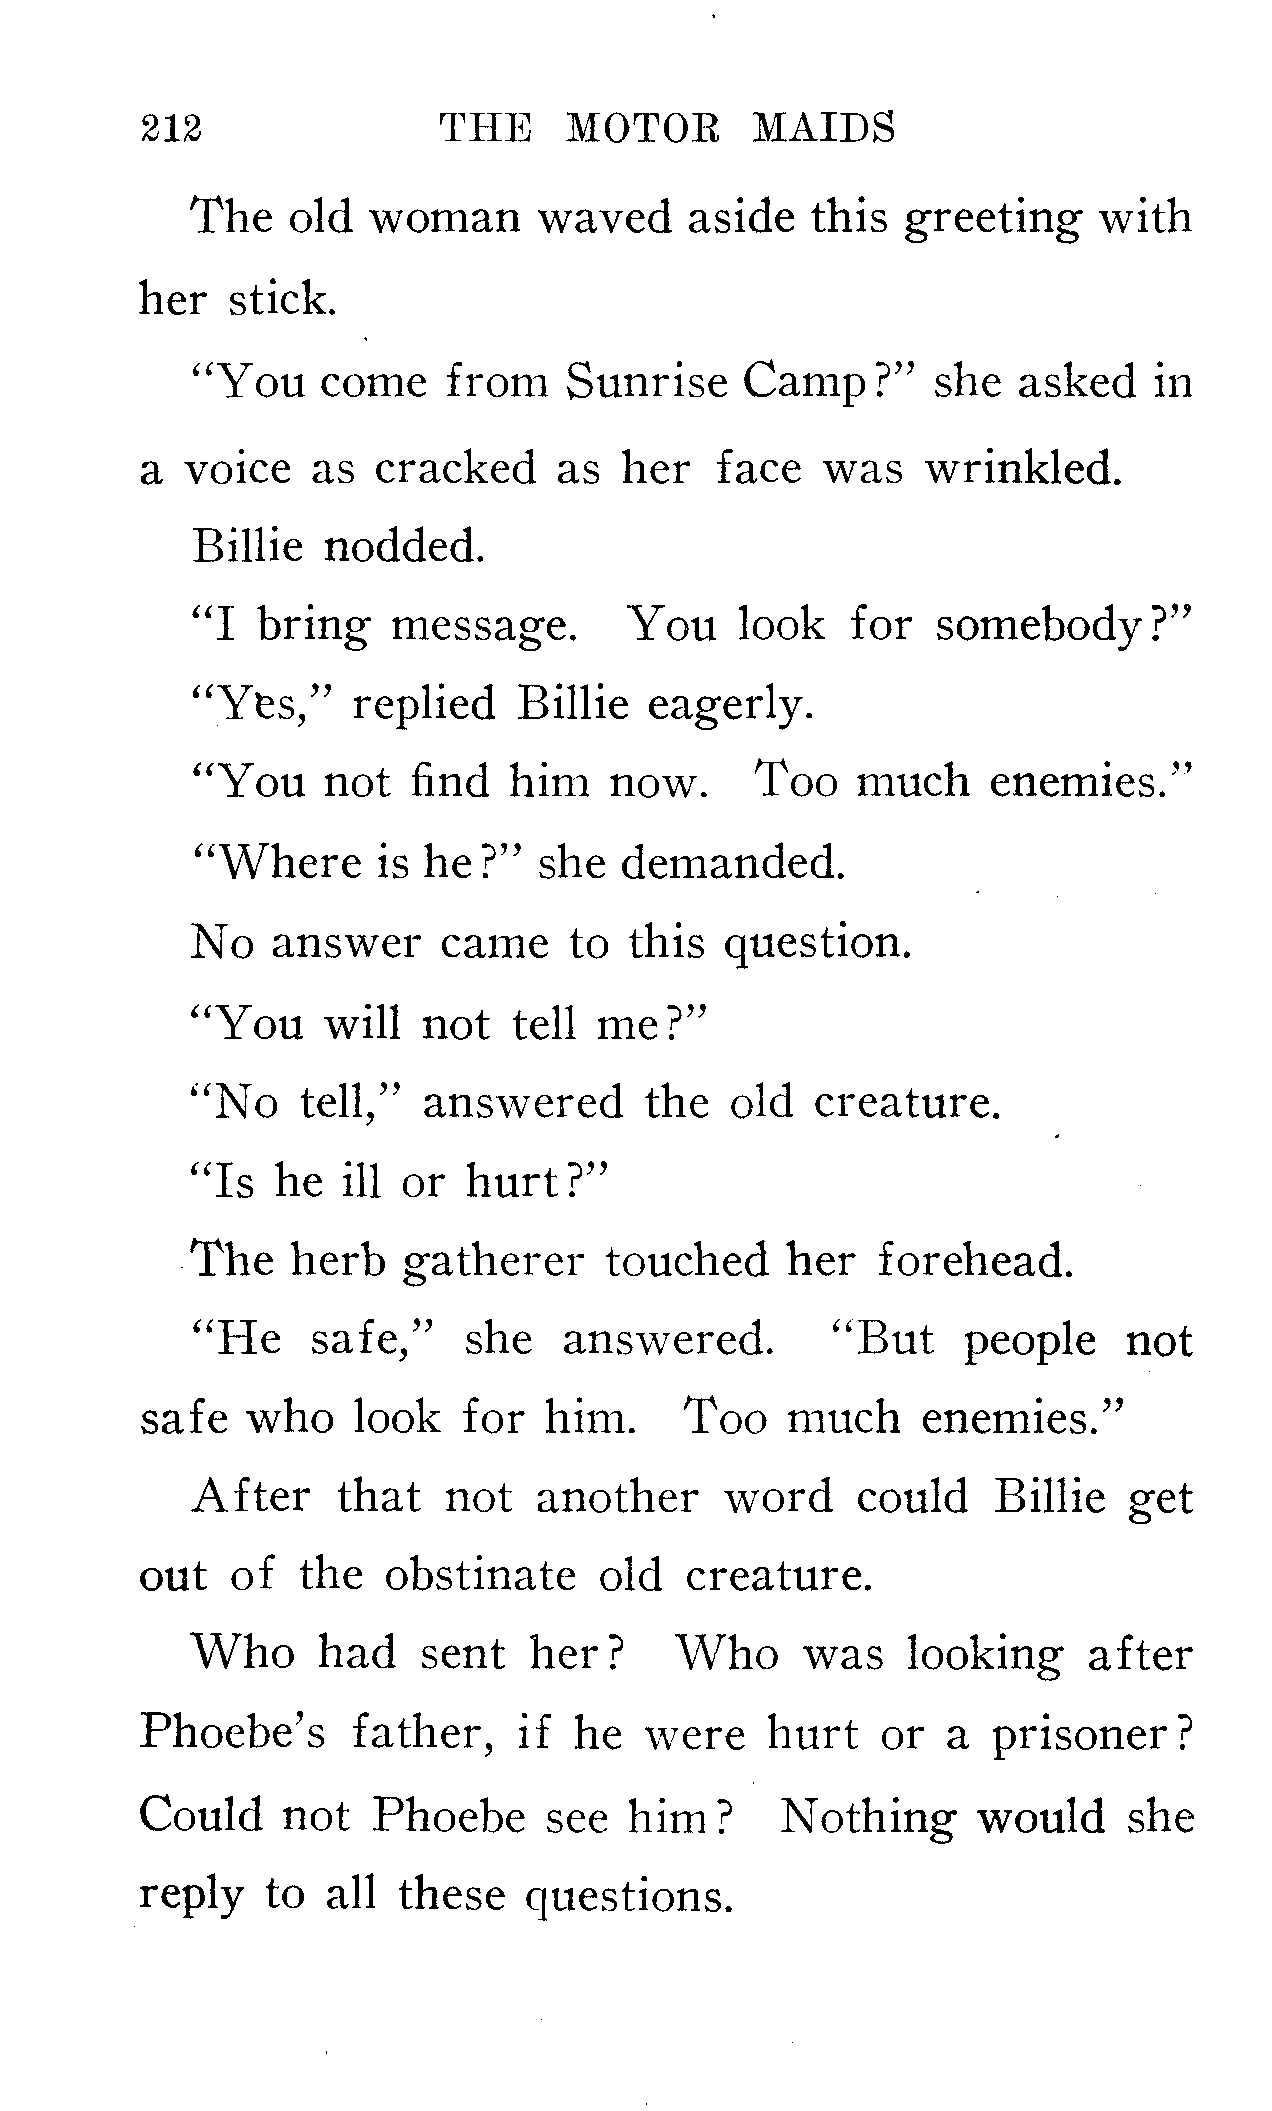 212 THE MOTOR MAIDS
The old woman waved aside this greeting with
her stick.
"You come from Sunrise Camp?" she asked in
a voice as cracked as her face was wrinkled.
Billie nodded.
"I bring message. You look for somebody?"
"Yes," replied Billie eagerly.
"You not find him now. Too much enemies."
"Where is he?" she demanded.
No answer came to this question.
"You will not tell me?"
"No tell," answered the old creature.
"Is he ill or hurt?"
The herb gatherer touched her forehead.
"He safe," she answered. "But people not
safe who look for him. Too much enemies."
After that not another word could Billie get
out of the obstinate old creature.
Who had sent her? Who was looking after
Phoebe's father, if he were hurt or a prisoner?
Could not Phoebe see him? Nothing would she
reply to all these questions.